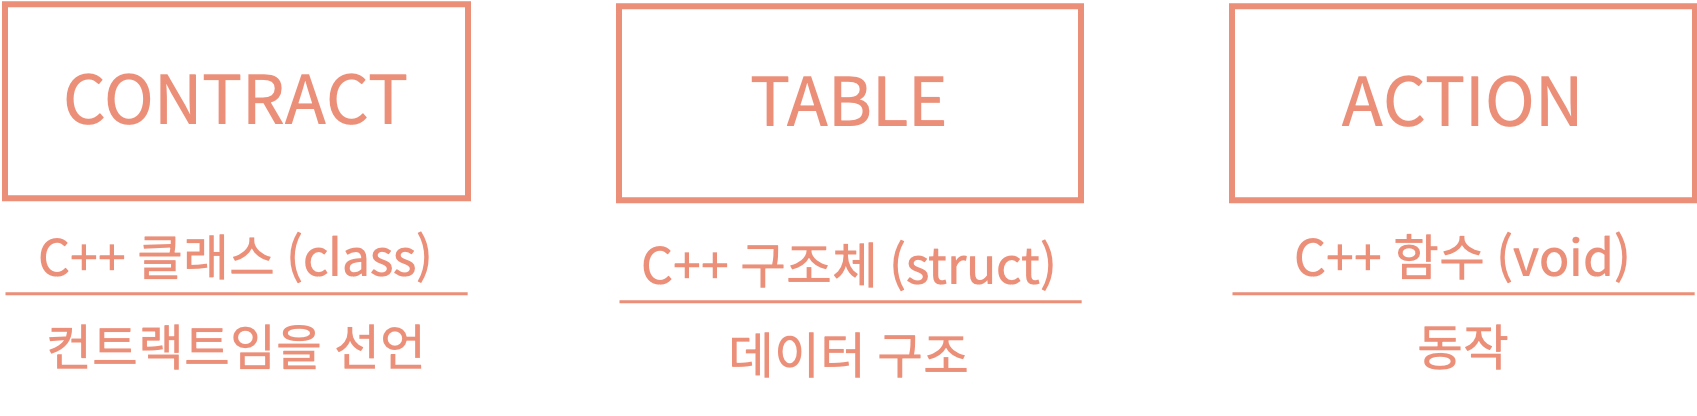 CONTRACT
C++ 클래스 (class)
컨트랙트임을 선언
TABLE
C++ 구조체 (struct)
데이터 구조
ACTION
C++ 함수 (void)
동작